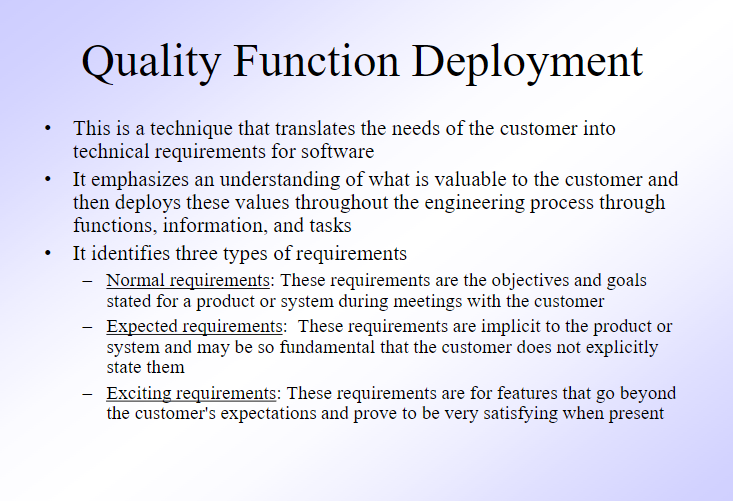 Quality Function Deployment
• This is a technique that translates the needs of the customer into
technical requirements for software
• It emphasizes an understanding of what is valuable to the customer and
then deploys these values throughout the engineering process through
functions, information, and tasks
• It identifies three types of requirements
– Normal requirements: These requirements are the objectives and goals
stated for a product or system during meetings with the customer
– Expected requirements:  These requirements are implicit to the product or
system and may be so fundamental that the customer does not explicitly
state them
– Exciting requirements: These requirements are for features that go beyond
the customer's expectations and prove to be very satisfying when present